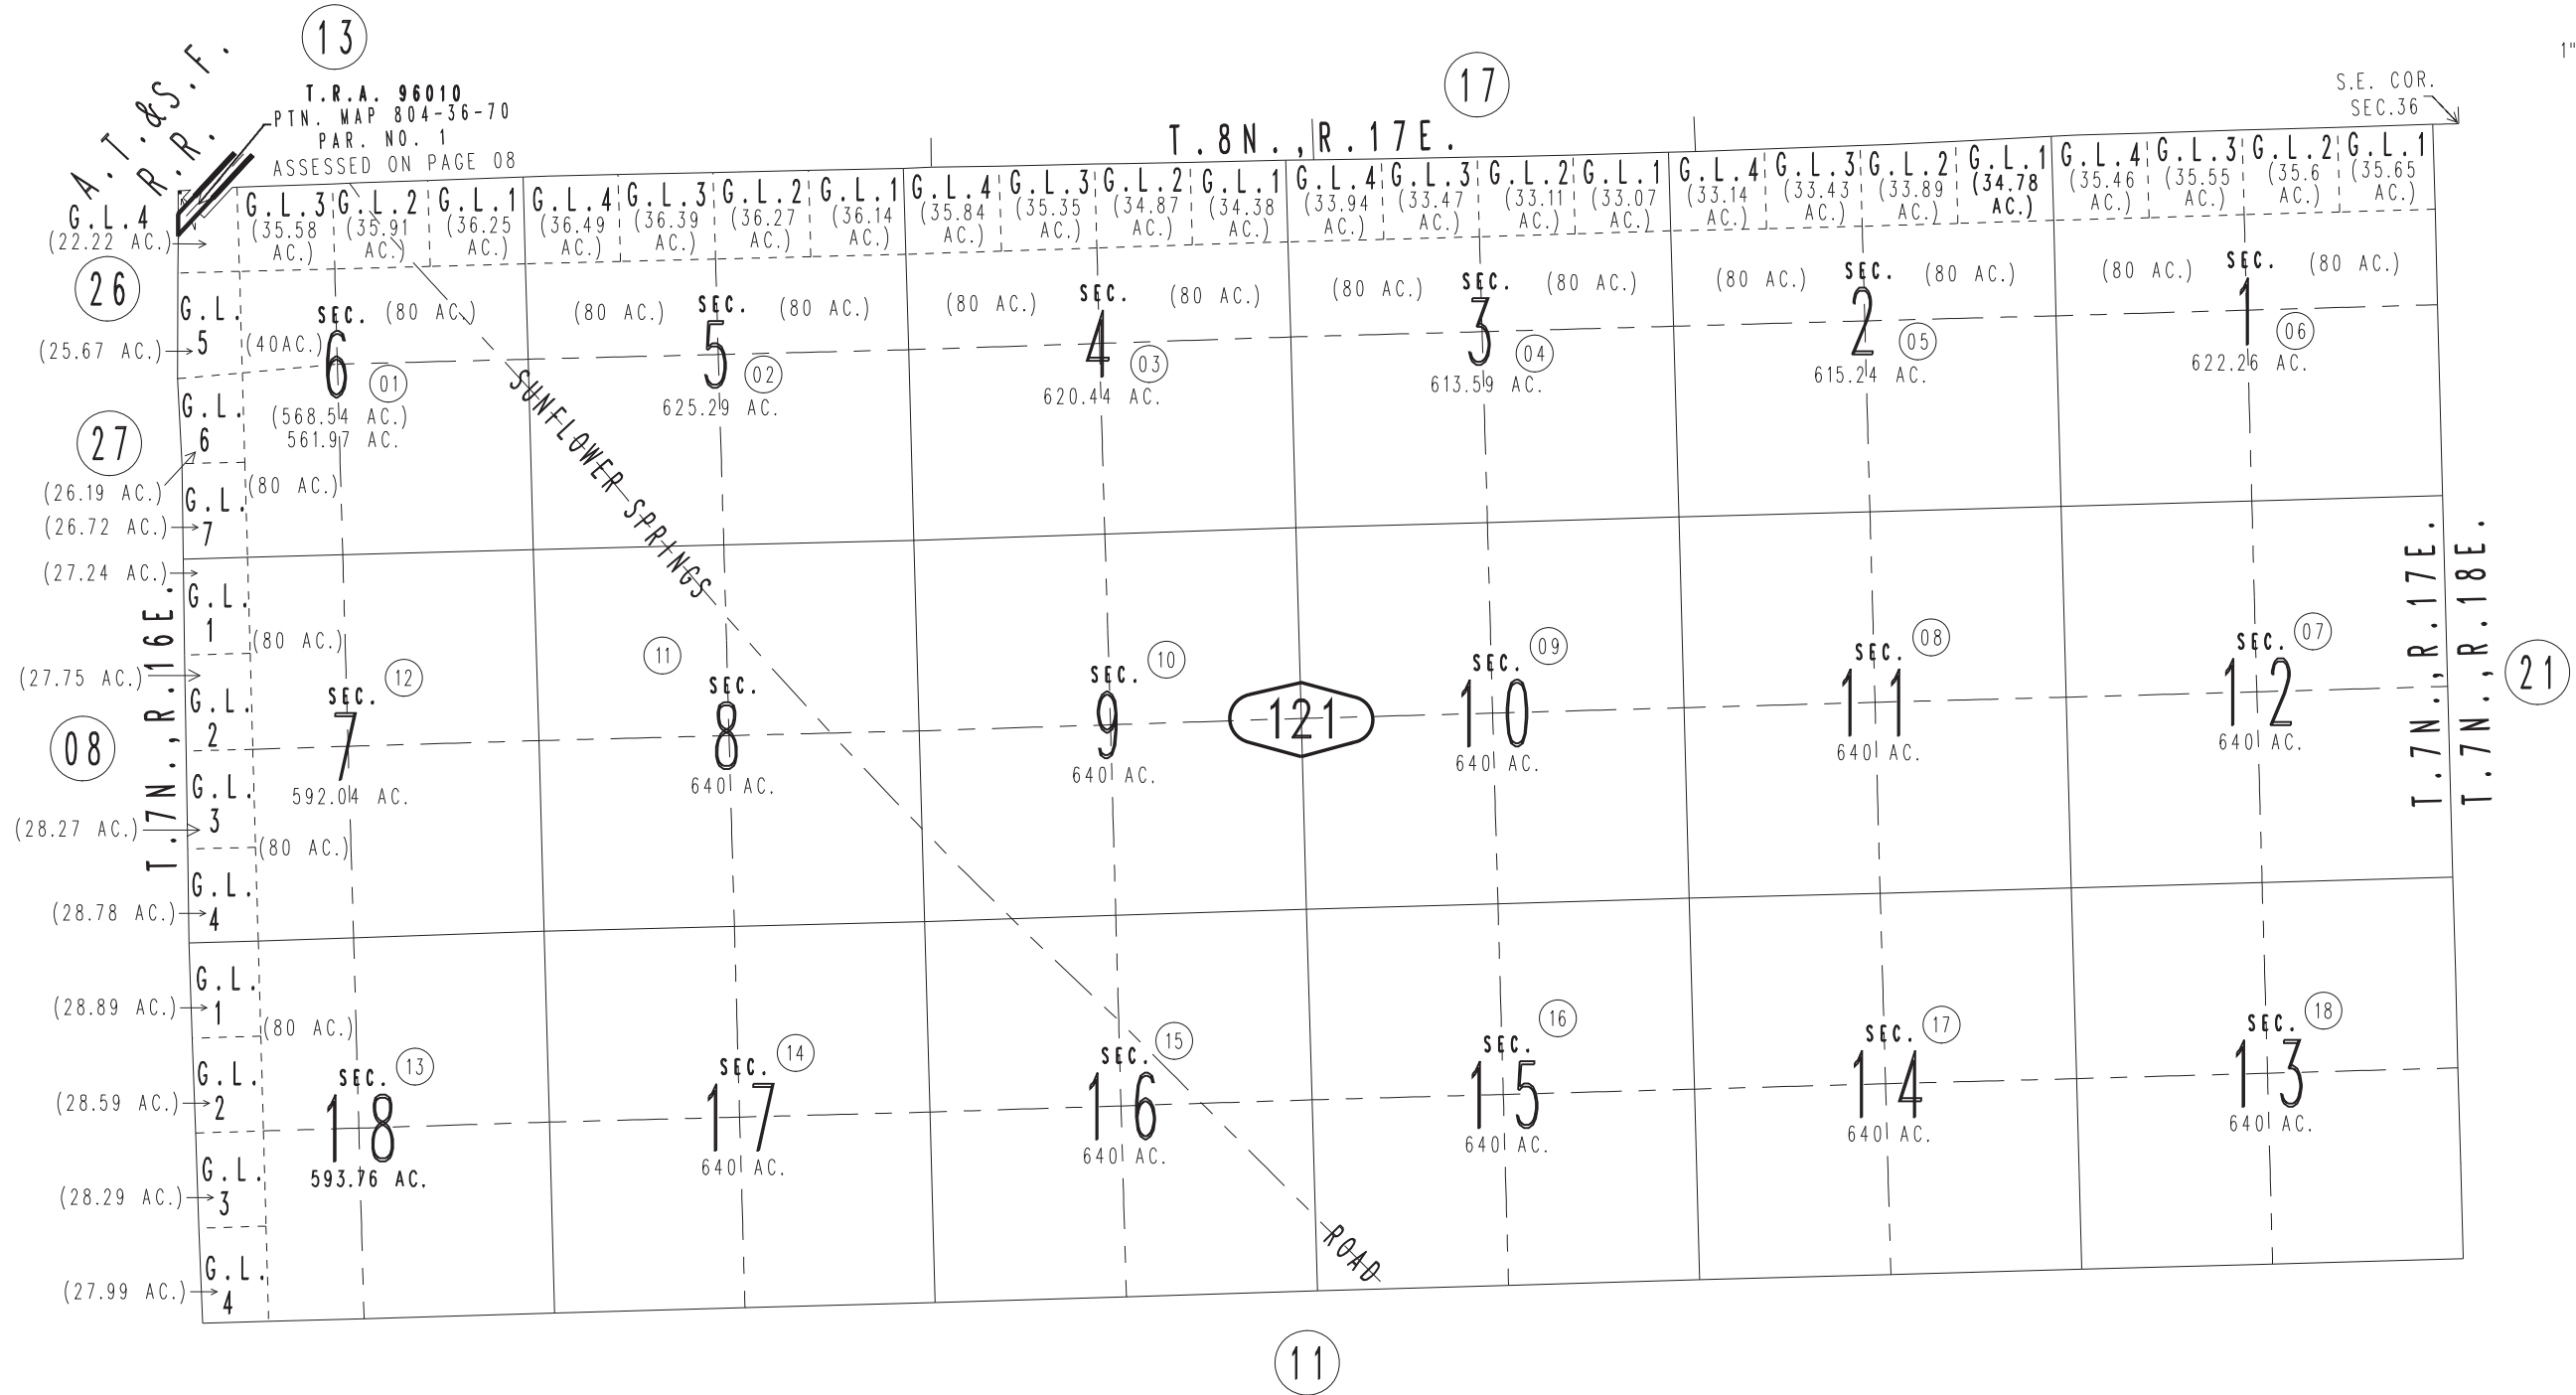 13
A.T.&S.F.
R.R.
T.R.A. 96010
PTN. MAP 804-36-70
PAR. NO. 1
ASSESSED ON PAGE 08
17
T.8N.,R.17E.
1"
S.E. COR.
SEC.36
G.L.4
(22.22 AC.)
G.L.3
(35.58
AC.)
G.L.2
(35.91
AC.)
G.L.1
(36.25
AC.)
G.L.4
(36.49
AC.)
G.L.3
(36.39
AC.)
G.L.2
(36.27
AC.)
G.L.1
(36.14
AC.)
G.L.4
(35.84
AC.)
G.L.3
(35.35
AC.)
G.L.2
(34.87
AC.)
G.L.1
(34.38
AC.)
G.L.4
(33.94
AC.)
G.L.3
(33.47
AC.)
G.L.2
(33.11
AC.)
G.L.1
(33.07
AC.)
G.L.4
(33.14
AC.)
G.L.3
(33.43
AC.)
G.L.2
(33.89
AC.)
G.L.1
(34.78
AC.)
G.L.4
(35.46
AC.)
G.L.3
(35.55
AC.)
G.L.2
(35.6
AC.)
G.L.1
(35.65
AC.)
26
G.L.
5
(25.67 AC.)
(40AC.)
SEC.
6
(80 AC.)
01
(568.54 AC.)
561.97 AC.
(80 AC.)
SEC.
5
(80 AC.)
02
625.29 AC.
(80 AC.)
SEC.
4
(80 AC.)
03
620.44 AC.
(80 AC.)
SEC.
3
(80 AC.)
04
613.59 AC.
(80 AC.)
SEC.
2
(80 AC.)
05
615.24 AC.
(80 AC.)
SEC.
1
(80 AC.)
06
622.26 AC.
27
G.L.
6
(26.19 AC.)
(80 AC.)
G.L.
7
(26.72 AC.)
SUNFLOWER SPRINGS
(27.24 AC.)
G.L.
1
T.7N.,R.16E.
(80 AC.)
(27.75 AC.)
G.L.
2
08
SEC.
7
12
592.04 AC.
11
SEC.
8
640 AC.
SEC.
9
10
640 AC.
121
SEC.
10
09
640 AC.
SEC.
11
08
640 AC.
SEC.
12
07
640 AC.
T.7N.,R.17E.
T.7N.,R.18E.
21
G.L.
3
(28.27 AC.)
(80 AC.)
G.L.
4
(28.78 AC.)
G.L.
1
(28.89 AC.)
(80 AC.)
G.L.
2
(28.59 AC.)
SEC.
18
13
593.76 AC.
SEC.
17
14
640 AC.
SEC.
16
15
640 AC.
SEC.
15
16
640 AC.
SEC.
14
17
640 AC.
SEC.
13
18
640 AC.
G.L.
3
(28.29 AC.)
G.L.
4
(27.99 AC.)
ROAD
11